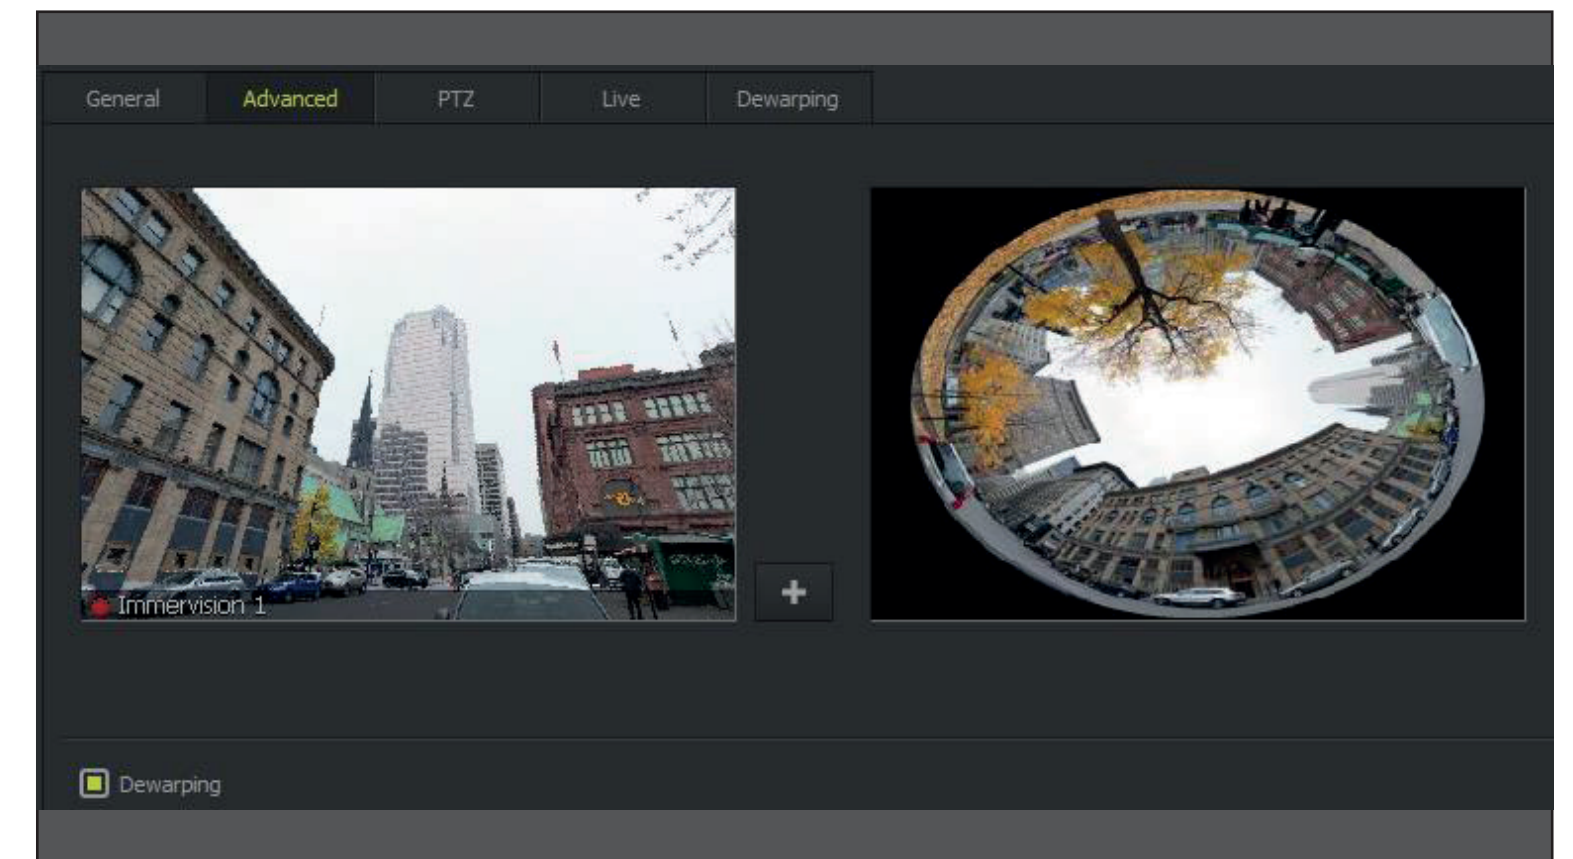 General
Advanced
PTZ
Live
Dewarping
Immervision 1
Dewarping